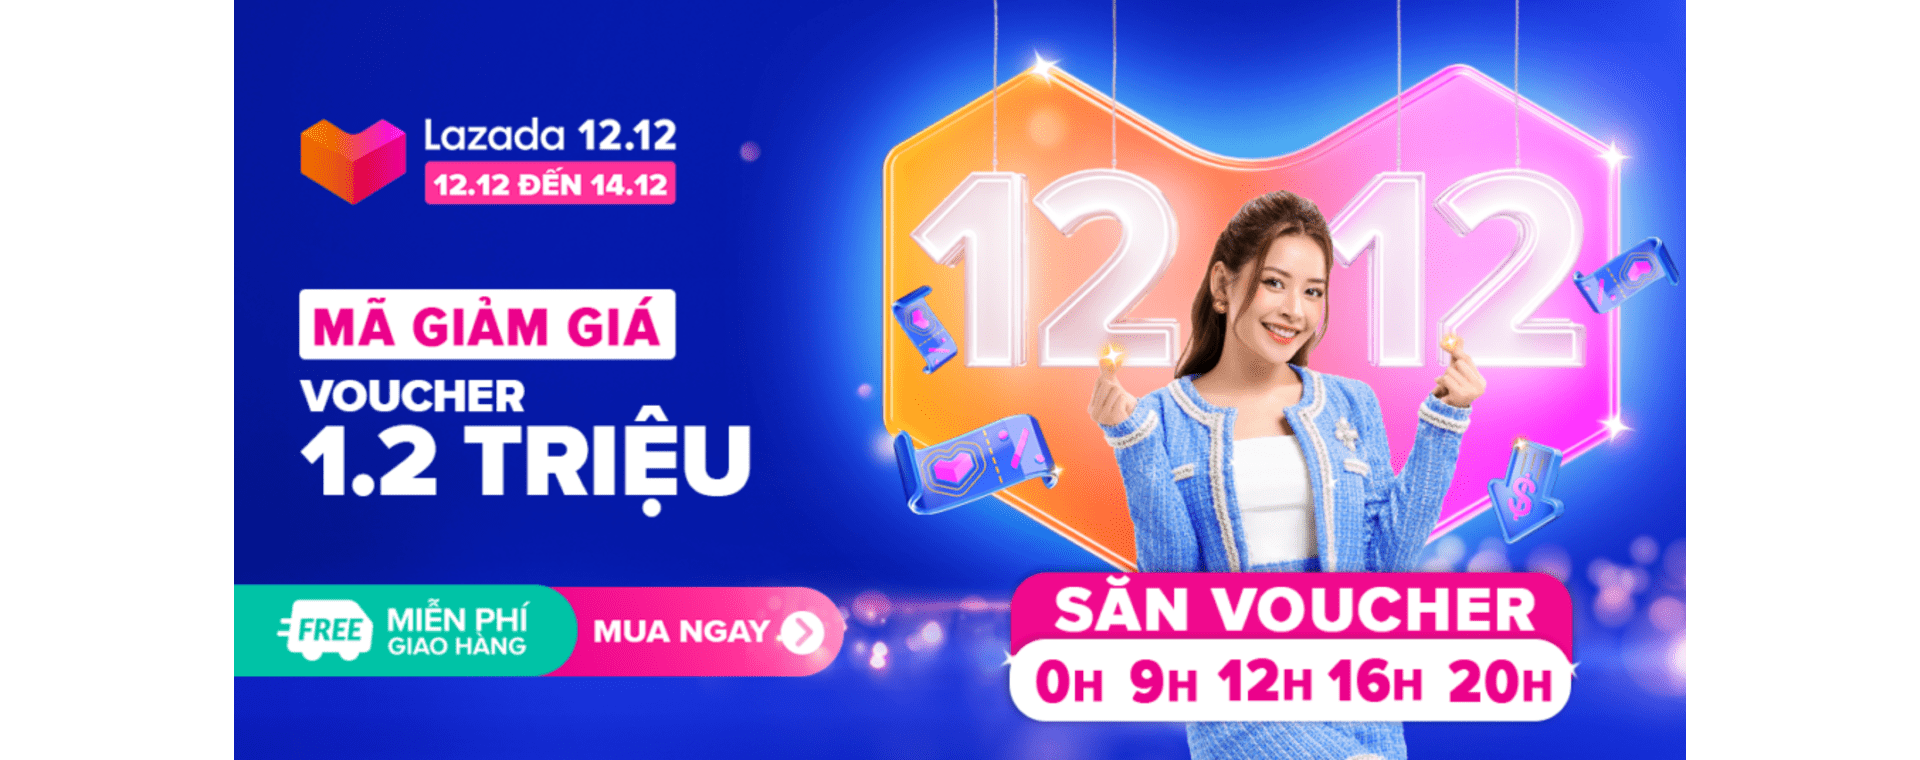 Lazada 12.12
12.12 ĐẾN 14.12
MÃ GIẢM GIÁ
VOUCHER
1.2 TRIỆU
FREE
MIỄN PHÍ
GIAO HÀNG
MUA NGAY
12 12
%
%
%
$
SĂN VOUCHER
0H 9H 12H 16H 20H